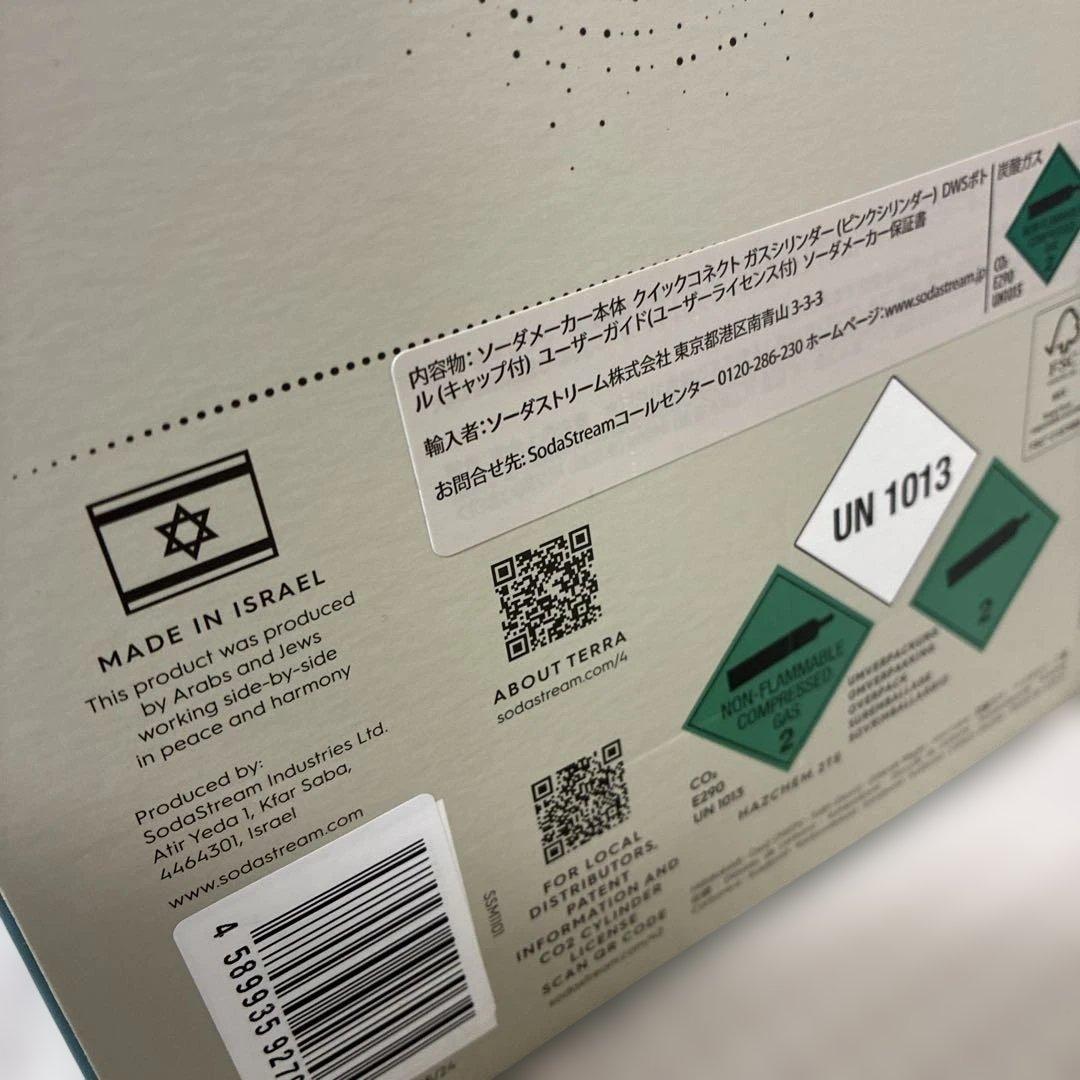 内容物：ソーダメーカー本体 クイックコネクト ガスシリンダー (ピンクシリンダー) DWSボト
ル (キャップ付) ユーザーガイド(ユーザーライセンス付) ソーダメーカー保証書
輸入者：ソーダストリーム株式会社 東京都港区南青山 3-3-3
お問合せ先: SodaStreamコールセンター 0120-286-230 ホームページ：www.sodastream.jp
炭酸ガス
CO₂
E290
UN1013
FSC
MADE IN ISRAEL
This product was produced
by Arabs and Jews
working side-by-side
in peace and harmony
Produced by:
SodaStream Industries Ltd.
Atir Yeda 1, Kfar Saba,
4464301, Israel
www.sodastream.com
ABOUT TERRA
sodastream.com/4
UN 1013
2
NON-FLAMMABLE
COMPRESSED
GAS
2
UMVERPACKUNG
OMVERPAKKING
OVERPACK
SUREMBALLAGE
SOVRIMBALLAGGIO
CO₂
E290
UN 1013
HAZCHEM 2TE
FOR LOCAL
DISTRIBUTORS,
PATENT
INFORMATION AND
CO2 CYLINDER
LICENSE
SCAN QR CODE
SSM1101
4 589935 927